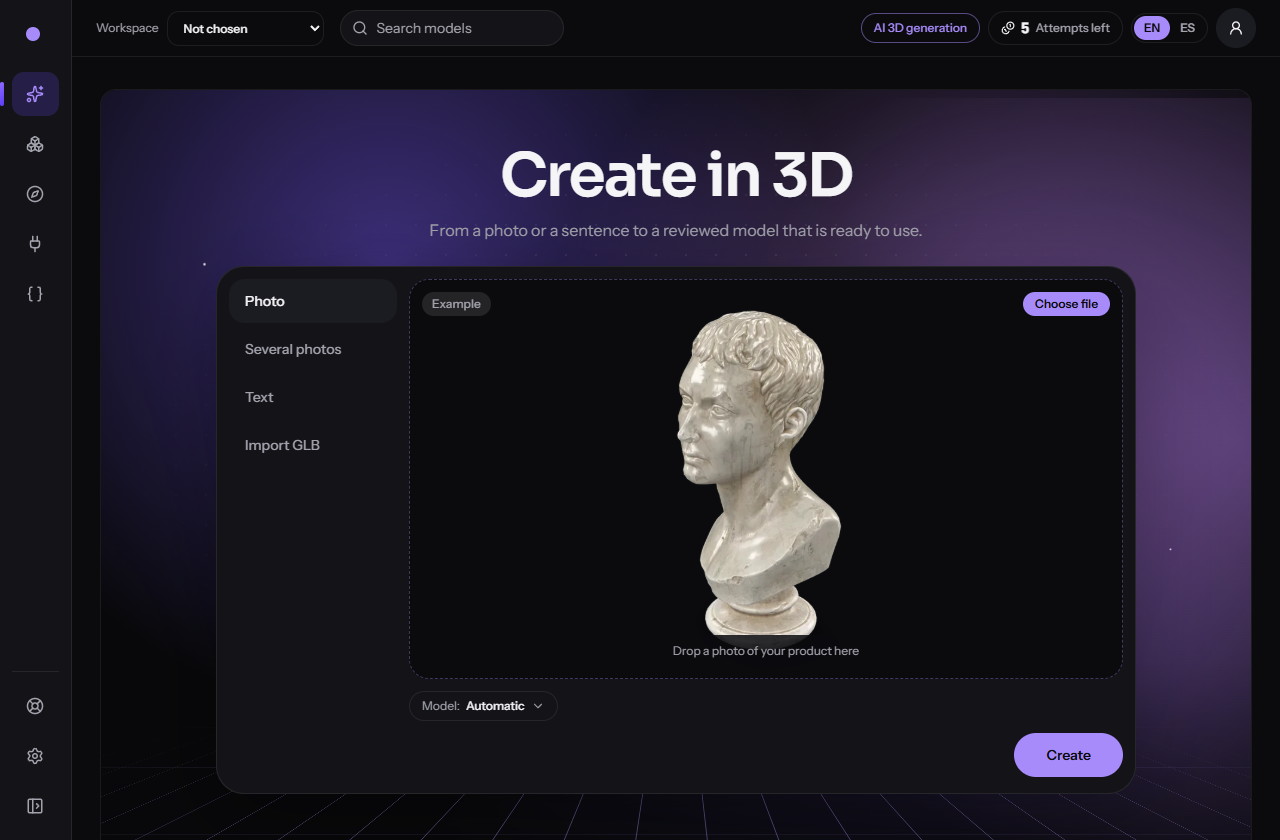 Workspace
Not chosen
Search models
AI 3D generation
5 Attempts left
EN
ES
Create in 3D
From a photo or a sentence to a reviewed model that is ready to use.
Photo
Several photos
Text
Import GLB
Example
Choose file
Drop a photo of your product here
Model: Automatic
Create